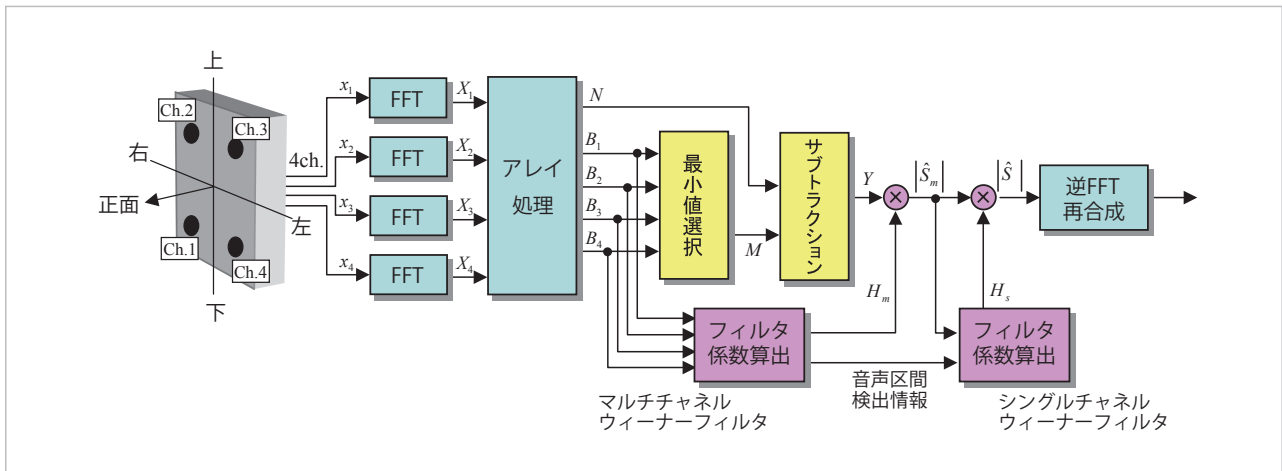 上
Ch.2
Ch.3
右
4ch.
正面
左
Ch.1
Ch.4
下
x1
FFT
X1
x2
FFT
X2
x3
FFT
X3
x4
FFT
X4
アレイ
処理
N
B1
B2
B3
B4
最小値選択
M
サブトラクション
Y
|Ŝm|
|Ŝ|
逆FFT
再合成
Hm
Hs
フィルタ
係数算出
フィルタ
係数算出
音声区間
検出情報
マルチチャネル
ウィーナーフィルタ
シングルチャネル
ウィーナーフィルタ